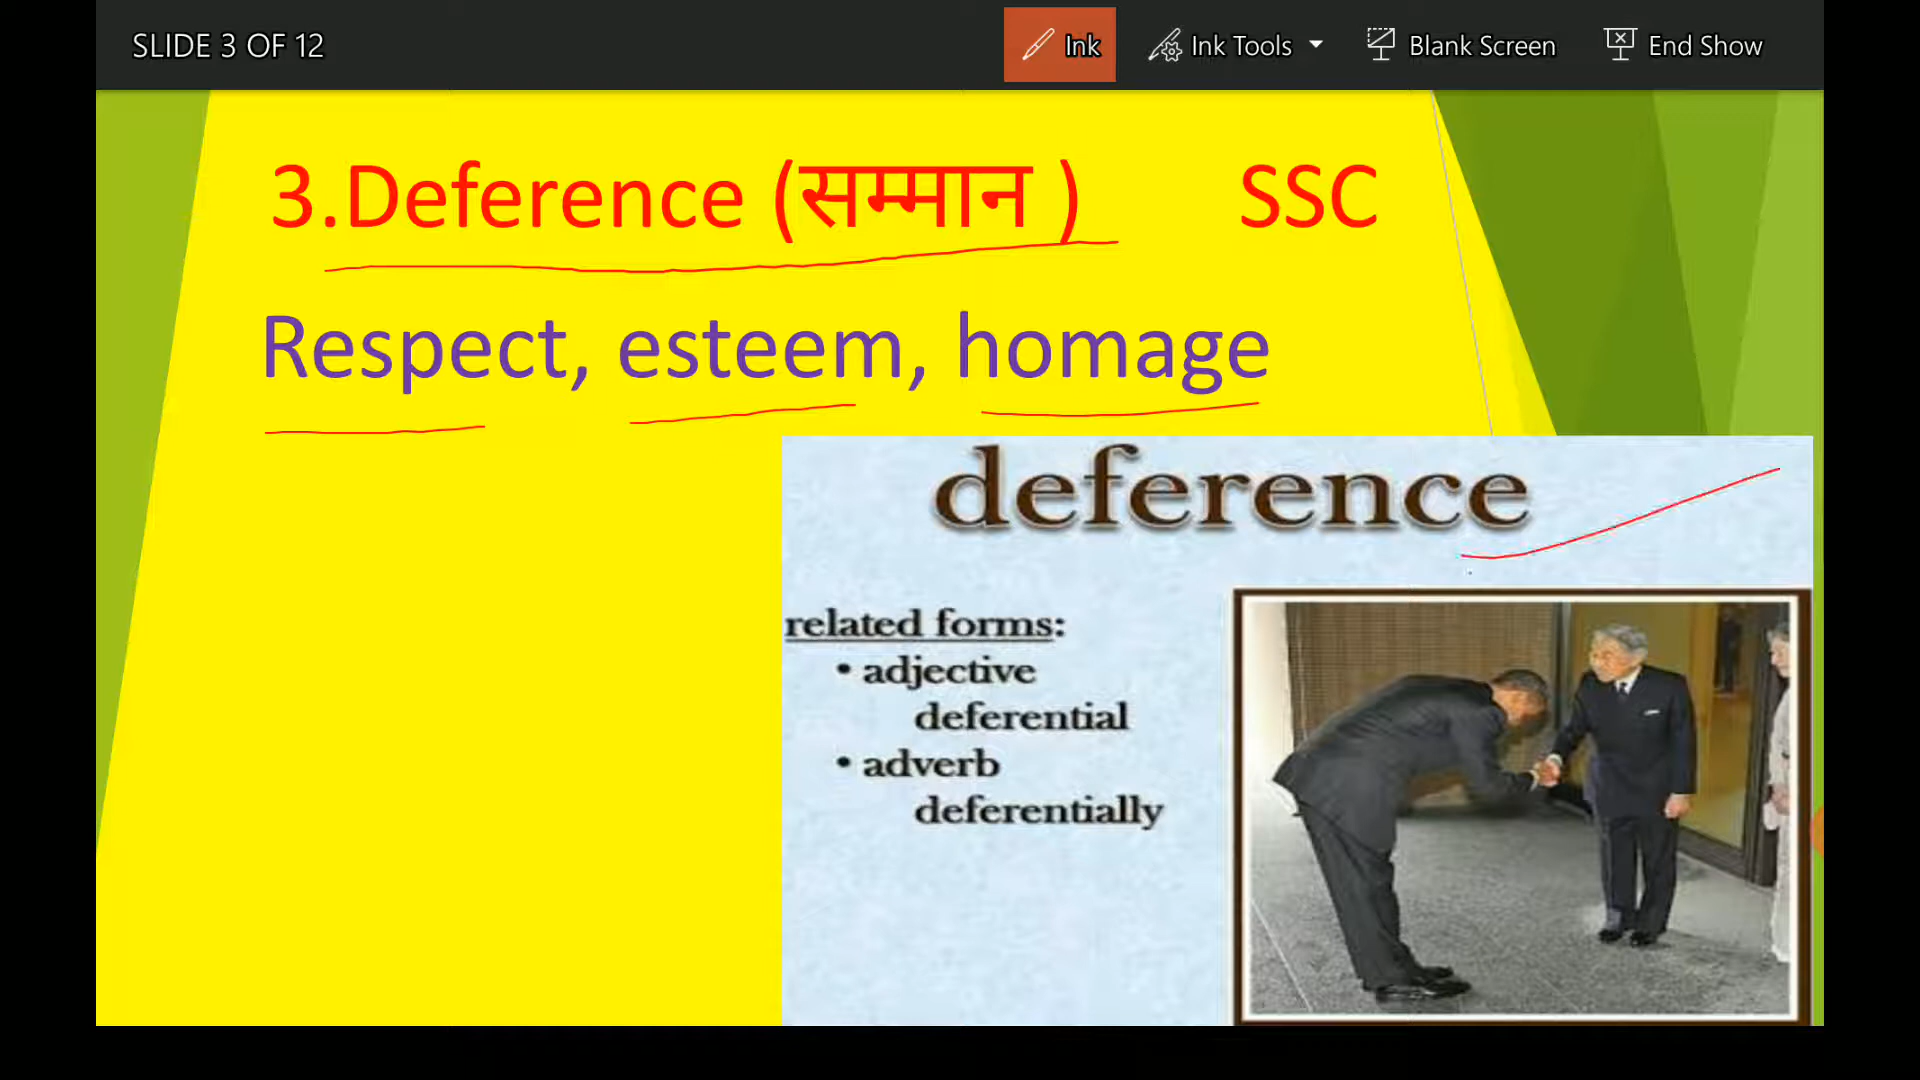 SLIDE 3 OF 12 Ink Ink Tools Blank Screen End Show
3.Deference (सम्मान ) SSC
Respect, esteem, homage
deference
related forms:
• adjective
deferential
• adverb
deferentially